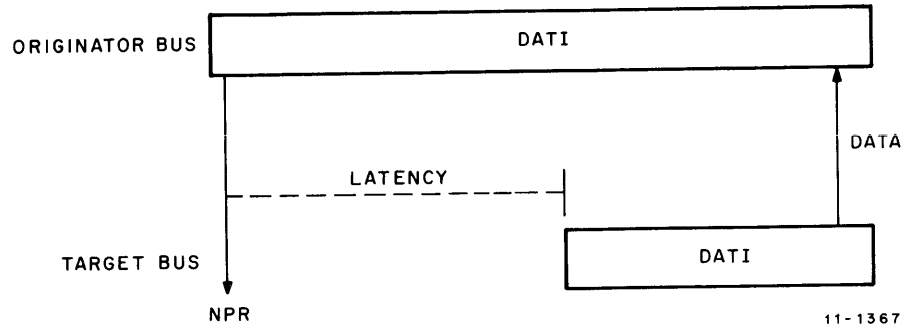 DATI
ORIGINATOR BUS
DATA
LATENCY
DATI
TARGET BUS
NPR
11-1367